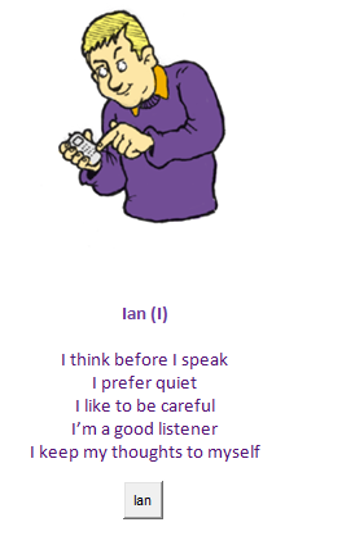 Ian (I)
I think before I speak
I prefer quiet
I like to be careful
I’m a good listener
I keep my thoughts to myself
Ian